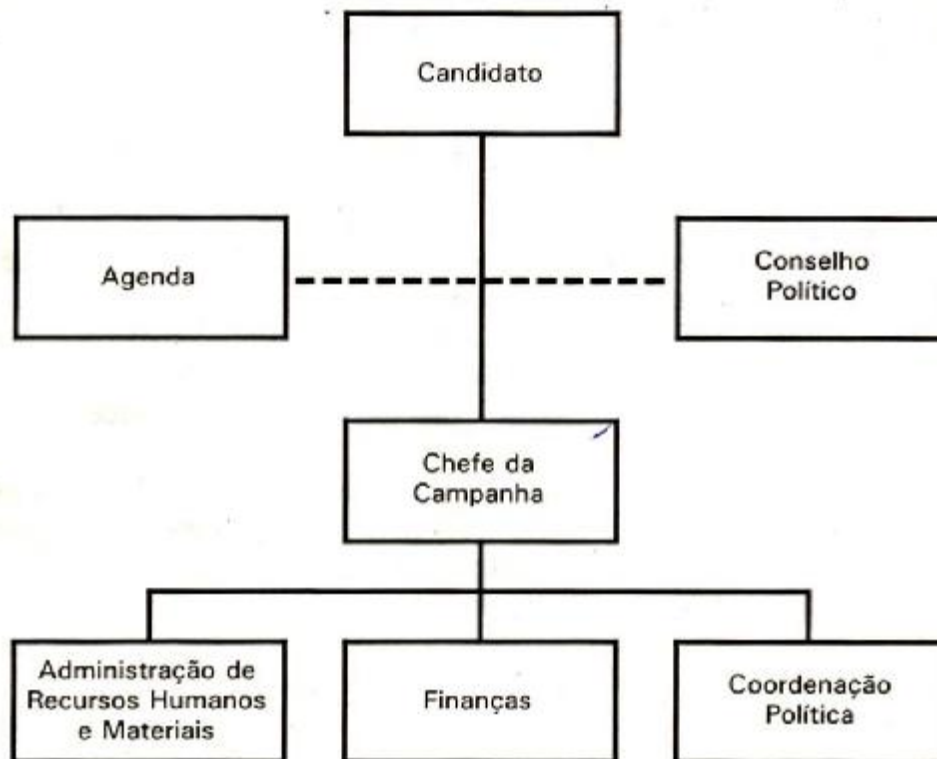 Candidato
Agenda
Conselho
Político
Chefe da
Campanha
Administração de
Recursos Humanos
e Materiais
Finanças
Coordenação
Política